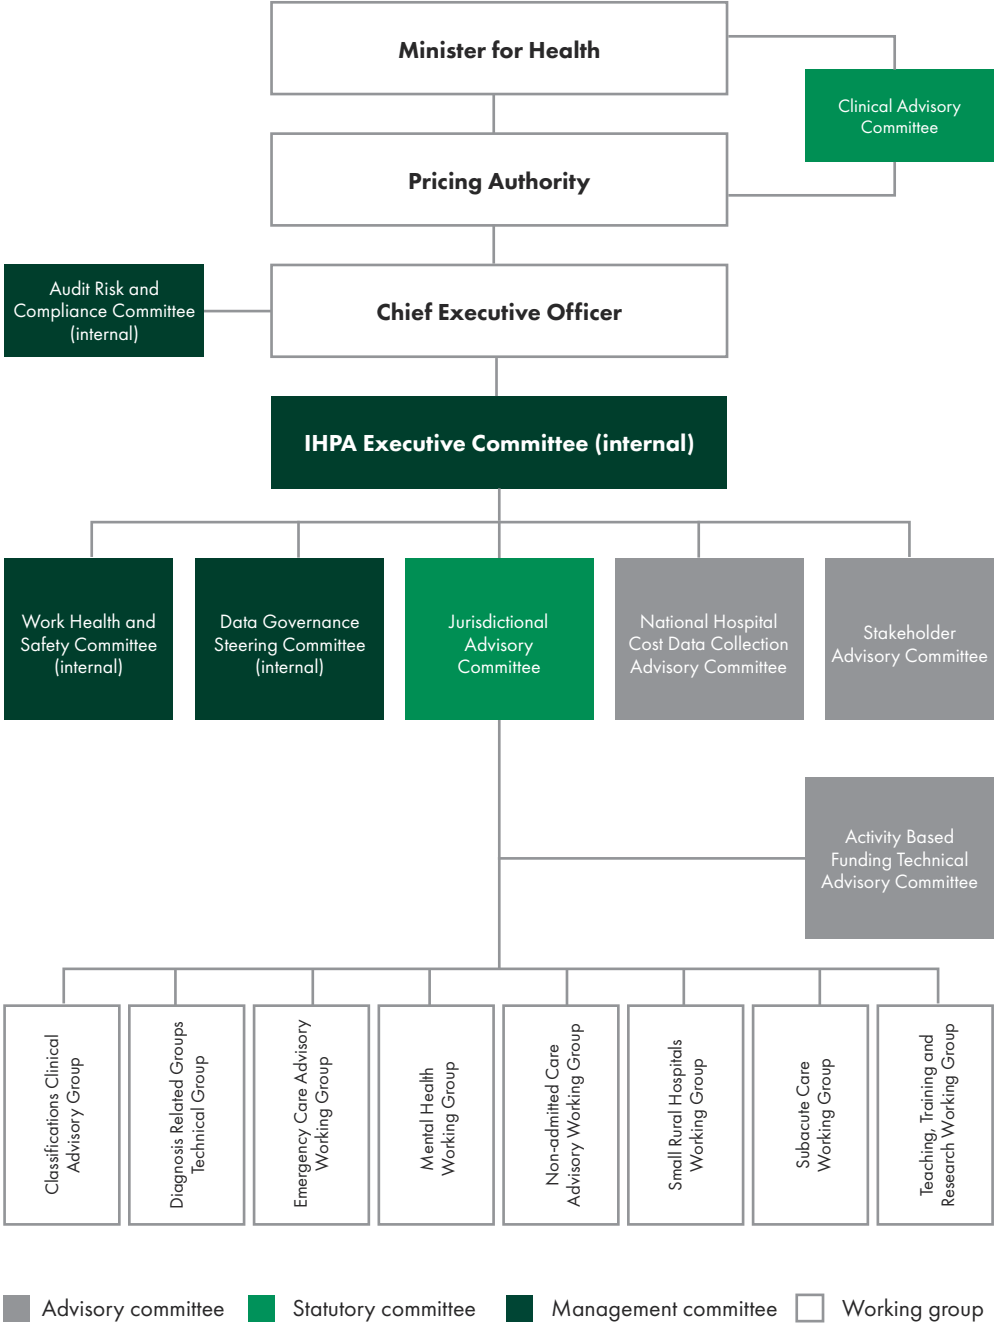 Minister for Health
Clinical Advisory
Committee
Pricing Authority
Audit Risk and
Compliance Committee
(internal)
Chief Executive Officer
IHPA Executive Committee (internal)
Work Health and
Safety Committee
(internal)
Data Governance
Steering Committee
(internal)
Jurisdictional
Advisory
Committee
National Hospital
Cost Data Collection
Advisory Committee
Stakeholder
Advisory Committee
Activity Based
Funding Technical
Advisory Committee
Classifications Clinical
Advisory Group
Diagnosis Related Groups
Technical Group
Emergency Care Advisory
Working Group
Mental Health
Working Group
Non-admitted Care
Advisory Working Group
Small Rural Hospitals
Working Group
Subacute Care
Working Group
Teaching, Training and
Research Working Group
Advisory committee
Statutory committee
Management committee
Working group